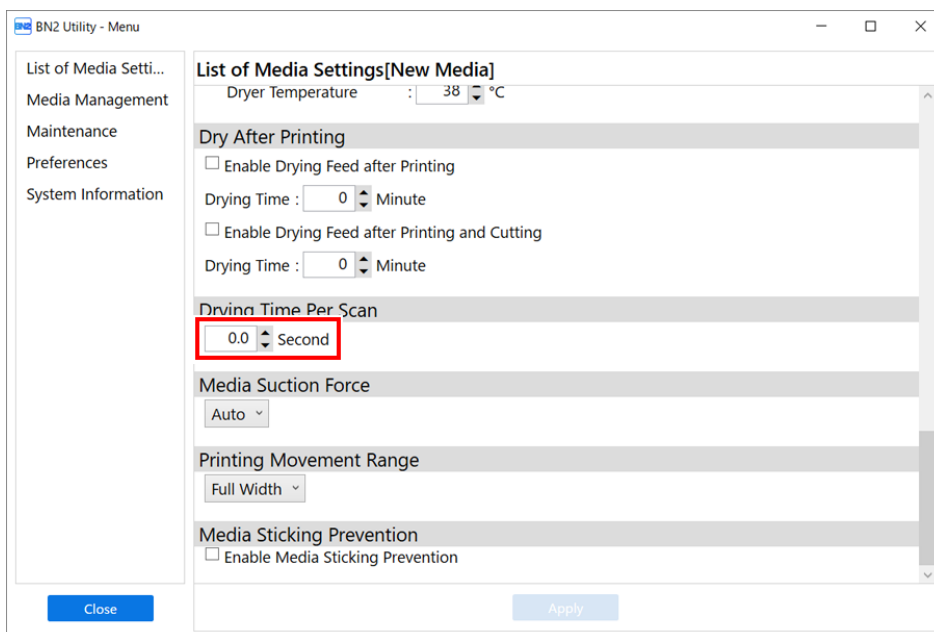 BN2 BN2 Utility - Menu
List of Media Setti...
Media Management
Maintenance
Preferences
System Information
Close
List of Media Settings[New Media]
Dryer Temperature : 38 °C
Dry After Printing
Enable Drying Feed after Printing
Drying Time : 0 Minute
Enable Drying Feed after Printing and Cutting
Drying Time : 0 Minute
Drying Time Per Scan
0.0 Second
Media Suction Force
Auto
Printing Movement Range
Full Width
Media Sticking Prevention
Enable Media Sticking Prevention
Apply